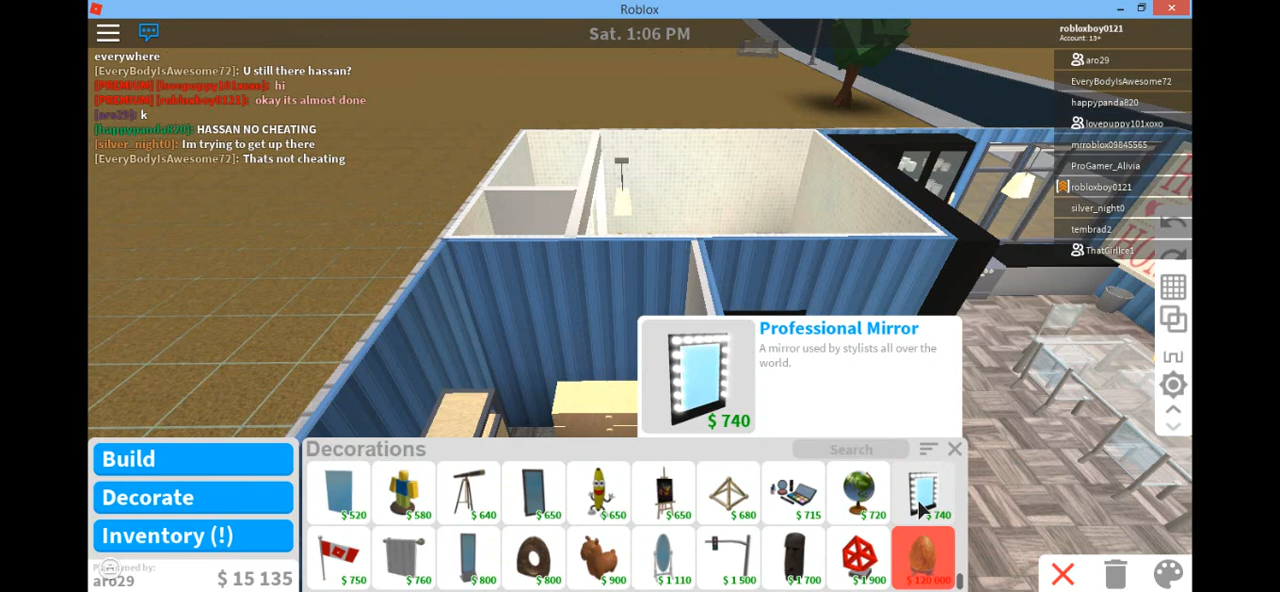 Roblox
Sat. 1:06 PM
everywhere
[EveryBodyIsAwesome72]: U still there hassan?
[PREMIUM] [lovepuppy101xoxo]: hi
[PREMIUM] [robloxboy0121]: okay its almost done
[aro29]: k
[happypanda820]: HASSAN NO CHEATING
[silver_night0]: Im trying to get up there
[EveryBodyIsAwesome72]: Thats not cheating
robloxboy0121
Account: 13+
aro29
EveryBodyIsAwesome72
happypanda820
lovepuppy101xoxo
mrroblox09845565
ProGamer_Alivia
robloxboy0121
silver_night0
tembrad2
ThatGirlIce1
Professional Mirror
A mirror used by stylists all over the
world.
$ 740
Build
Decorate
Inventory (!)
aro29
$ 15 135
Decorations
Search
$ 520
$ 580
$ 640
$ 650
$ 650
$ 650
$ 680
$ 715
$ 720
$ 740
$ 750
$ 760
$ 800
$ 800
$ 900
$ 1 110
$ 1 500
$ 1 700
$ 1 900
$ 120 000